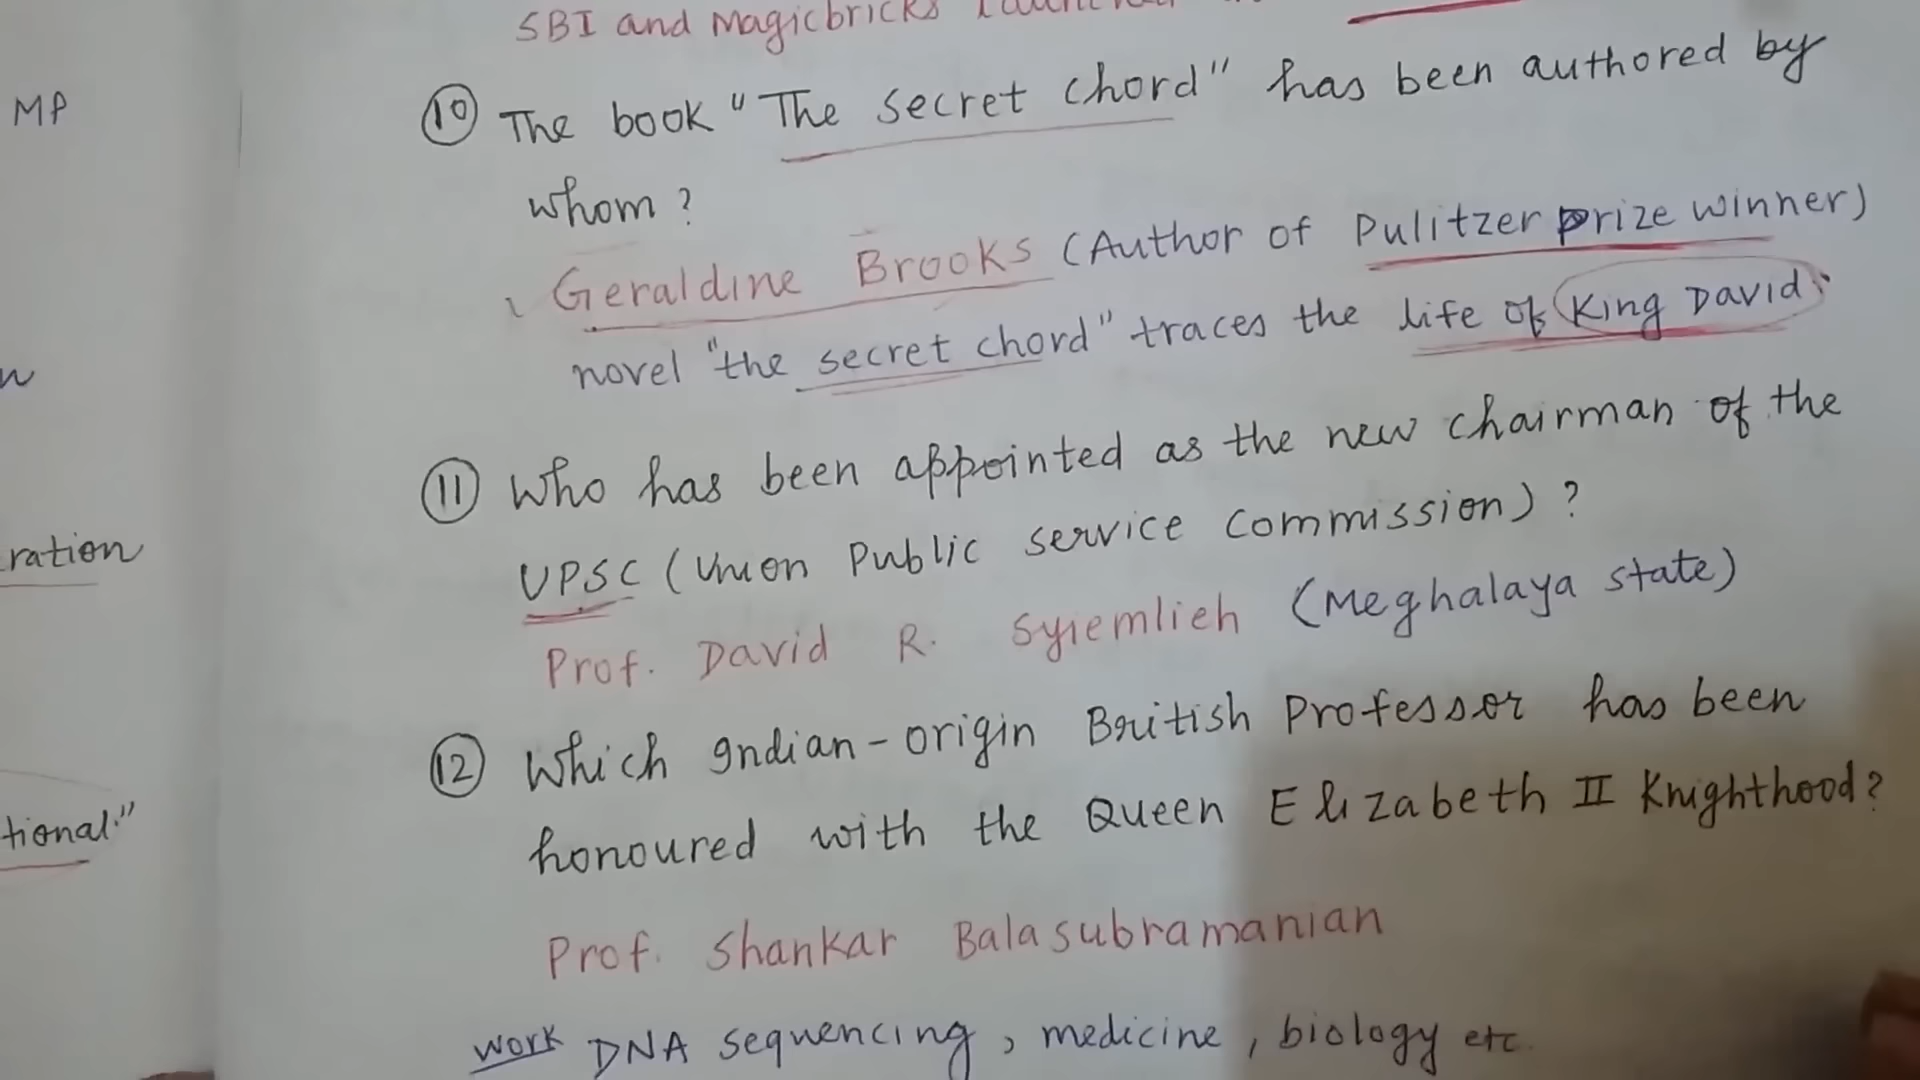 MP
ration
tional."
SBI and Magicbricks
10 The book "The secret chord" has been authored by
whom?
Geraldine Brooks (Author of Pulitzer prize winner)
novel "the secret chord" traces the life of King David.
11 Who has been appointed as the new chairman of the
UPSC (Union Public service Commission) ?
Prof. David R. Syiemlieh (Meghalaya state)
12 Which Indian-origin British Professor has been
honoured with the Queen Elizabeth II Knighthood?
Prof. Shankar Balasubramanian
Work DNA sequencing, medicine, biology etc.